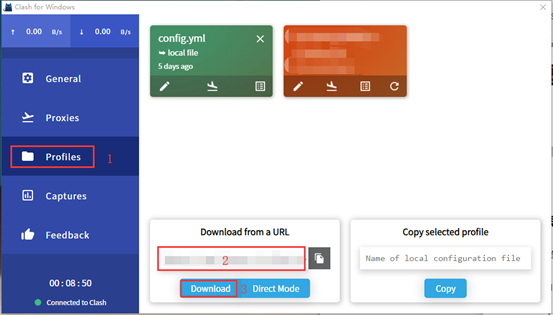 Clash for Windows
↑ 0.00 B/s ↓ 0.00 B/s
General
Proxies
Profiles
1
Captures
Feedback
00 : 08 : 50
Connected to Clash
config.yml
local file
5 days ago
Download from a URL
2
Download
3
Direct Mode
Copy selected profile
Name of local configuration file
Copy